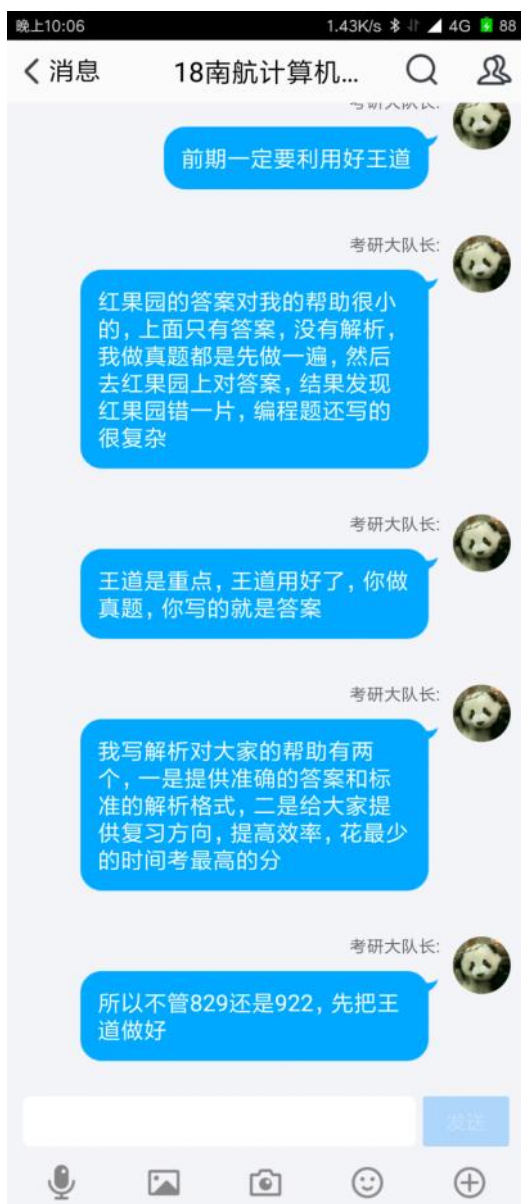 晚上10:06
1.43K/s
4G
88
消息
18南航计算机...
前期一定要利用好王道
考研大队长:
红果园的答案对我的帮助很小
的，上面只有答案，没有解析，
我做真题都是先做一遍，然后
去红果园上对答案，结果发现
红果园错一片，编程题还写的
很复杂
考研大队长:
王道是重点，王道用好了，你做
真题，你写的就是答案
考研大队长:
我写解析对大家的帮助有两
个，一是提供准确的答案和标
准的解析格式，二是给大家提
供复习方向，提高效率，花最少
的时间考最高的分
考研大队长:
所以不管829还是922，先把王
道做好
发送